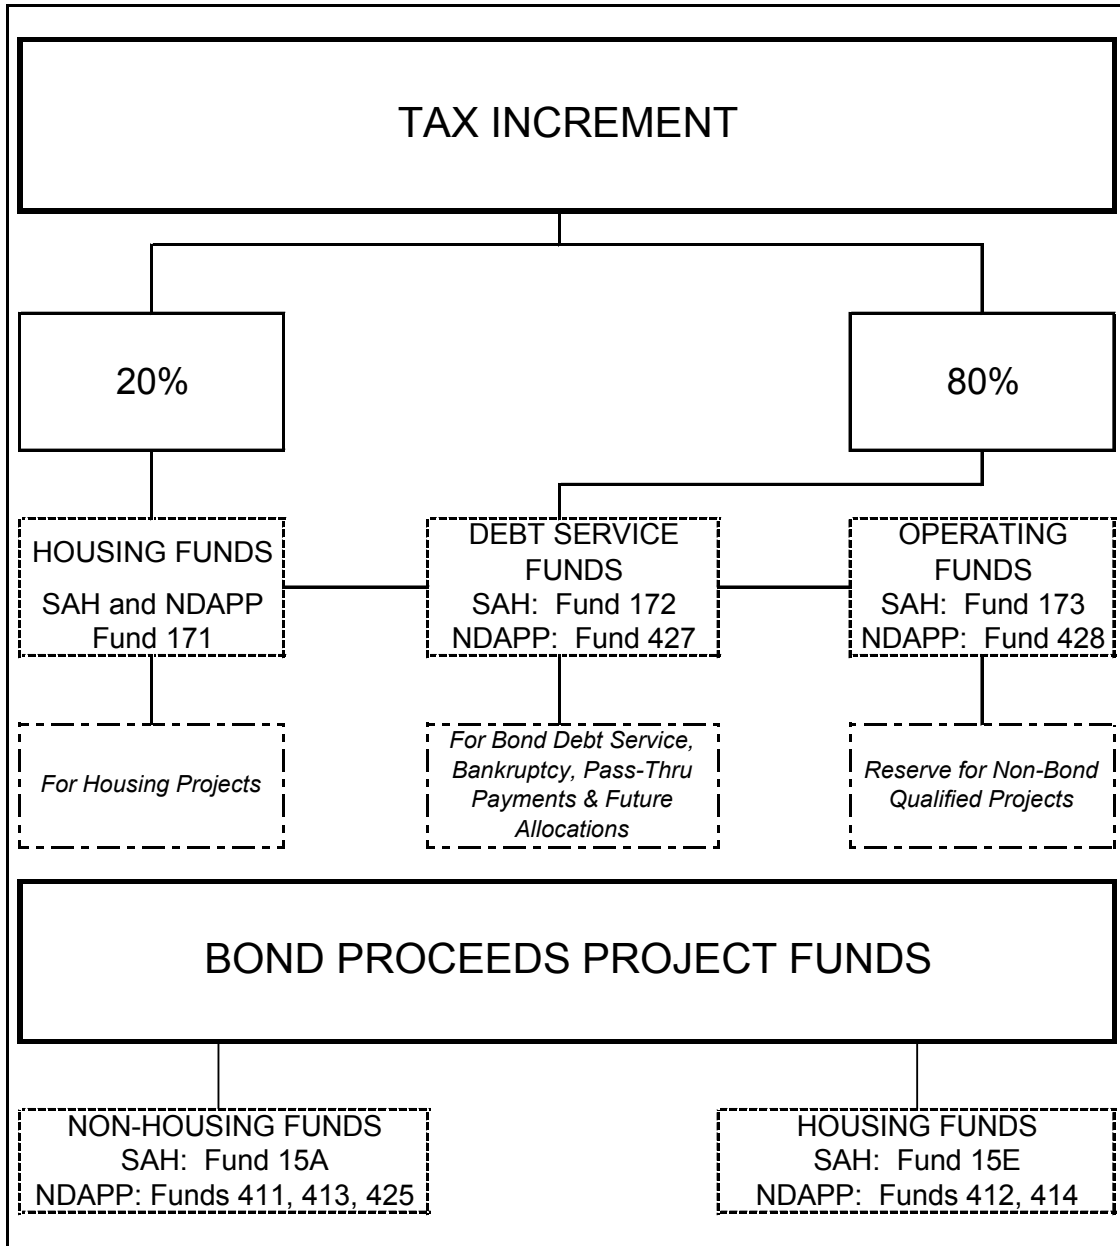 TAX INCREMENT
20%
80%
HOUSING FUNDS
SAH and NDAPP
Fund 171
DEBT SERVICE
FUNDS
SAH: Fund 172
NDAPP: Fund 427
OPERATING
FUNDS
SAH: Fund 173
NDAPP: Fund 428
For Housing Projects
For Bond Debt Service,
Bankruptcy, Pass-Thru
Payments & Future
Allocations
Reserve for Non-Bond
Qualified Projects
BOND PROCEEDS PROJECT FUNDS
NON-HOUSING FUNDS
SAH: Fund 15A
NDAPP: Funds 411, 413, 425
HOUSING FUNDS
SAH: Fund 15E
NDAPP: Funds 412, 414